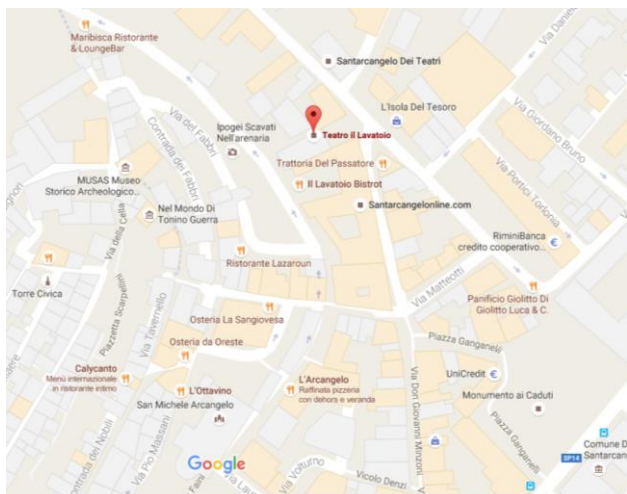 Maribisca Ristorante
& LoungeBar
Via Daniele
Santarcangelo Dei Teatri
L'Isola Del Tesoro
Via dei Fabbri
Contrada dei Fabbri
Ipogei Scavati
Nell'arenaria
Teatro il Lavatoio
Via Giordano Bruno
Trattoria Del Passatore
Il Lavatoio Bistrot
Via Portici Torlonia
MUSAS Museo
Storico Archeologico...
Santarcangelonline.com
Nel Mondo Di
Tonino Guerra
Via della Cella
RiminiBanca
credito cooperativo...
Ristorante Lazaroun
Torre Civica
Via Matteotti
Panificio Giolitto Di
Giolitto Luca & C.
Piazzetta Scarpellini
Via Tavernello
Osteria La Sangiovesa
Osteria da Oreste
Piazza Ganganelli
Calycanto
Menù internazionale
in ristorante intimo
L'Ottavino
San Michele Arcangelo
L'Arcangelo
Raffinata pizzeria
con dehors e veranda
UniCredit
Monumento ai Caduti
Via Don Giovanni Minzoni
Piazza Ganganelli
Contrada dei Nobili
Via Pio Massani
Google
Faini
Via Volturno
Vicolo Denzi
SP14
Comune D
Santarcang